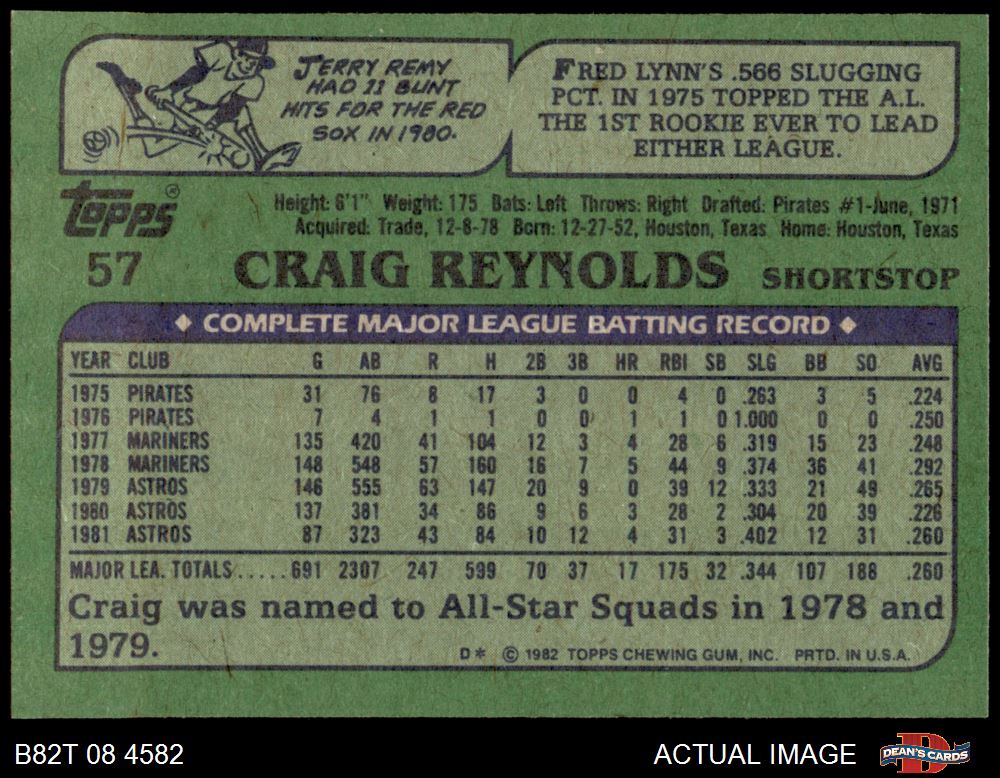 JERRY REMY
HAD 21 BUNT
HITS FOR THE RED
SOX IN 1980.
FRED LYNN'S .566 SLUGGING
PCT. IN 1975 TOPPED THE A.L.
THE 1ST ROOKIE EVER TO LEAD
EITHER LEAGUE.
Topps®
Height: 6'1" Weight: 175 Bats: Left Throws: Right Drafted: Pirates #1-June, 1971
Acquired: Trade, 12-8-78 Born: 12-27-52, Houston, Texas Home: Houston, Texas
57 CRAIG REYNOLDS SHORTSTOP
◆ COMPLETE MAJOR LEAGUE BATTING RECORD ◆
YEAR CLUB G AB R H 2B 3B HR RBI SB SLG BB SO AVG
1975 PIRATES 31 76 8 17 3 0 0 4 0 .263 3 5 .224
1976 PIRATES 7 4 1 1 0 0 1 1 0 1.000 0 0 .250
1977 MARINERS 135 420 41 104 12 3 4 28 6 .319 15 23 .248
1978 MARINERS 148 548 57 160 16 7 5 44 9 .374 36 41 .292
1979 ASTROS 146 555 63 147 20 9 0 39 12 .333 21 49 .265
1980 ASTROS 137 381 34 86 9 6 3 28 2 .304 20 39 .226
1981 ASTROS 87 323 43 84 10 12 4 31 3 .402 12 31 .260
MAJOR LEA. TOTALS.....691 2307 247 599 70 37 17 175 32 .344 107 188 .260
Craig was named to All-Star Squads in 1978 and
1979.
D* © 1982 TOPPS CHEWING GUM, INC. PRTD. IN U.S.A.
B82T 08 4582
ACTUAL IMAGE
DEAN'S CARDS